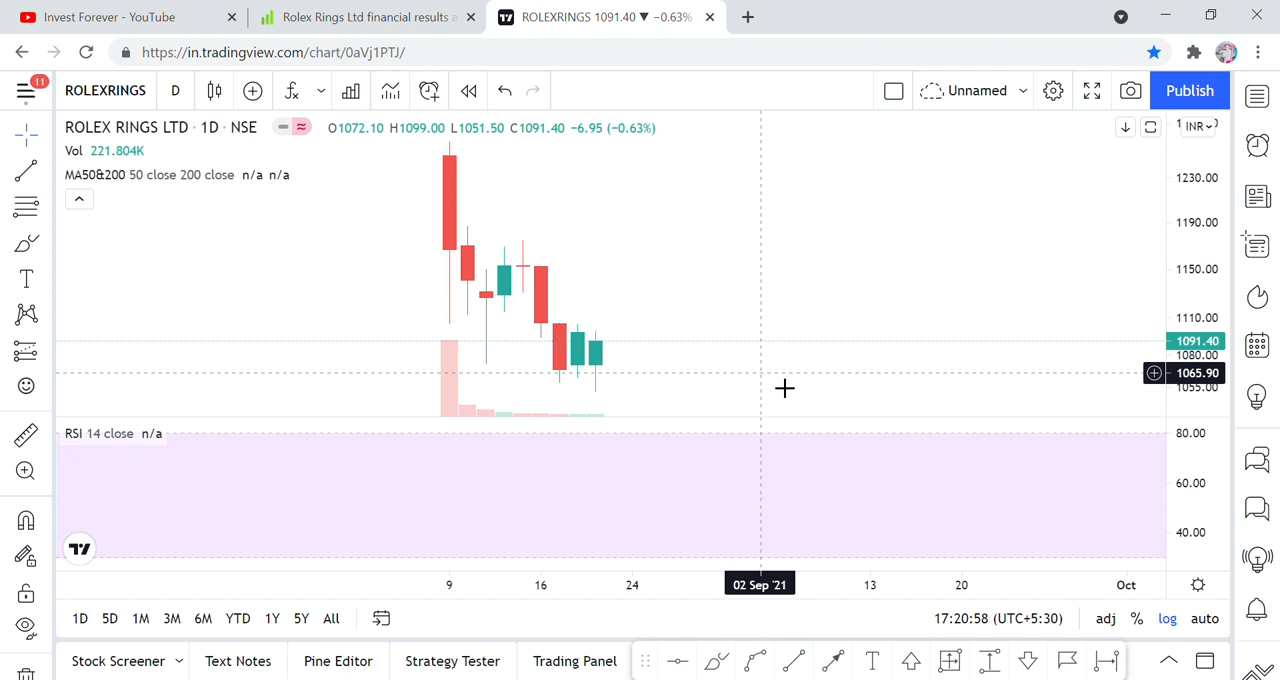 Invest Forever - YouTube
Rolex Rings Ltd financial results a
ROLEXRINGS 1091.40 ▼ −0.63%
https://in.tradingview.com/chart/0aVj1PTJ/
11
ROLEXRINGS
D
Unnamed
Publish
ROLEX RINGS LTD · 1D · NSE
O1072.10 H1099.00 L1051.50 C1091.40 −6.95 (−0.63%)
INR
Vol 221.804K
MA50&200 50 close 200 close n/a n/a
1230.00
1190.00
1150.00
1110.00
1091.40
1080.00
1065.90
1055.00
RSI 14 close n/a
80.00
60.00
40.00
9
16
24
02 Sep '21
13
20
Oct
1D 5D 1M 3M 6M YTD 1Y 5Y All
17:20:58 (UTC+5:30)
adj % log auto
Stock Screener
Text Notes
Pine Editor
Strategy Tester
Trading Panel